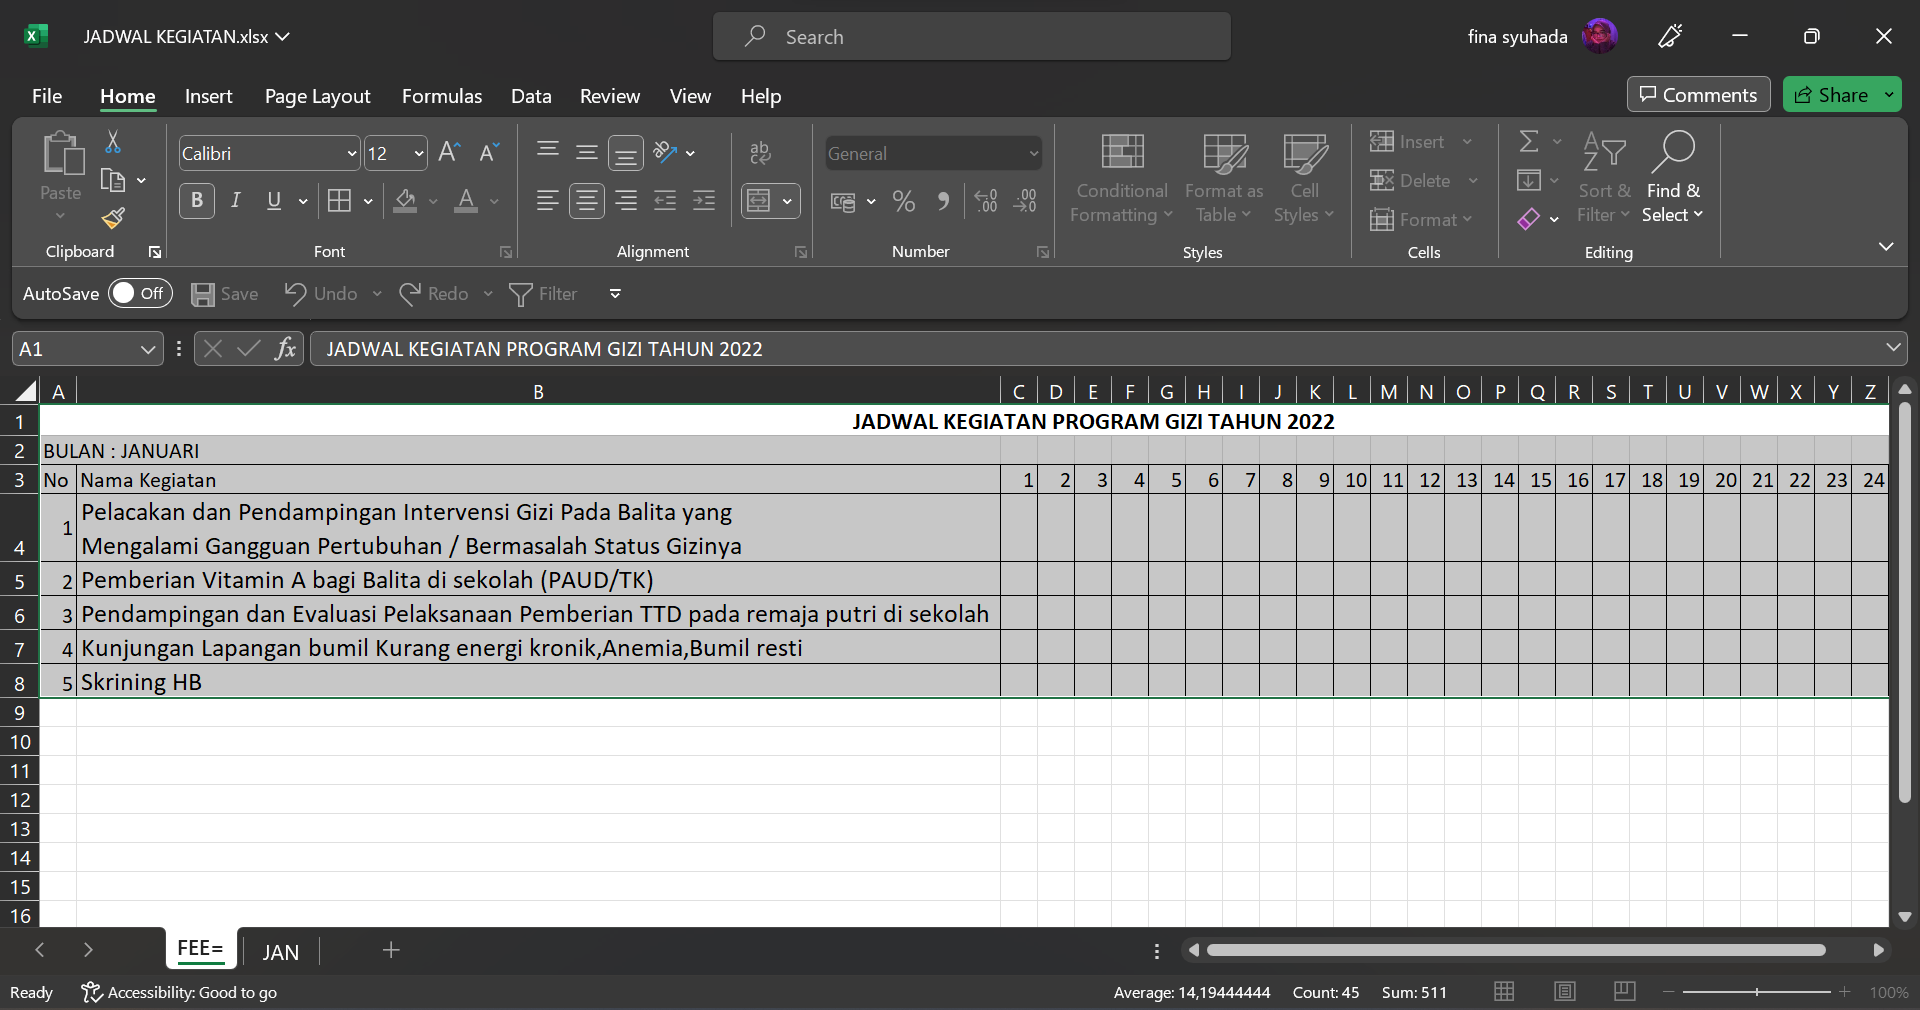 JADWAL KEGIATAN.xlsx
Search
fina syuhada
File Home Insert Page Layout Formulas Data Review View Help Comments Share
Paste
Clipboard
Calibri 12
B I U
A
Font
ab
Alignment
General
% ,00
Number
Conditional Formatting
Format as Table
Cell Styles
Styles
Insert
Delete
Format
Cells
Sort & Filter
Find & Select
Editing
AutoSave Off Save Undo Redo Filter
A1 fx JADWAL KEGIATAN PROGRAM GIZI TAHUN 2022
A B C D E F G H I J K L M N O P Q R S T U V W X Y Z
1 JADWAL KEGIATAN PROGRAM GIZI TAHUN 2022
2 BULAN : JANUARI
3 No Nama Kegiatan 1 2 3 4 5 6 7 8 9 10 11 12 13 14 15 16 17 18 19 20 21 22 23 24
4 1 Pelacakan dan Pendampingan Intervensi Gizi Pada Balita yang
Mengalami Gangguan Pertubuhan / Bermasalah Status Gizinya
5 2 Pemberian Vitamin A bagi Balita di sekolah (PAUD/TK)
6 3 Pendampingan dan Evaluasi Pelaksanaan Pemberian TTD pada remaja putri di sekolah
7 4 Kunjungan Lapangan bumil Kurang energi kronik,Anemia,Bumil resti
8 5 Skrining HB
9
10
11
12
13
14
15
16
FEE= JAN
Ready Accessibility: Good to go Average: 14,19444444 Count: 45 Sum: 511 100%